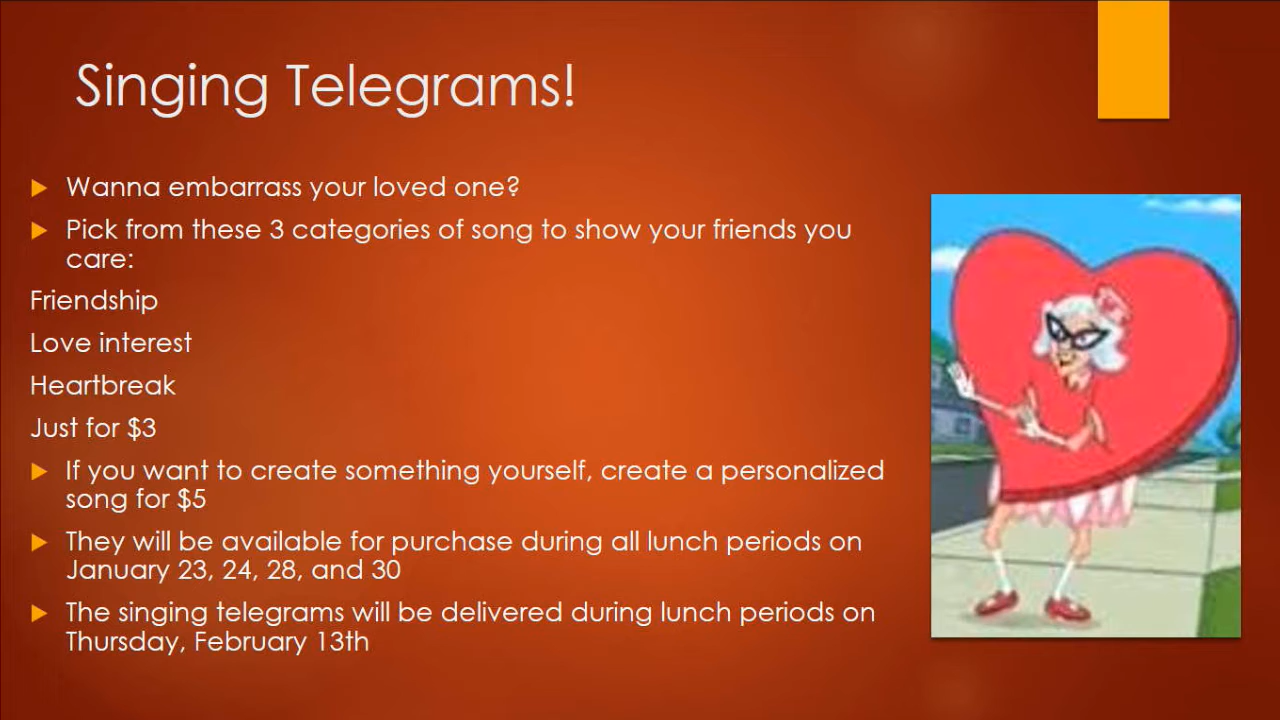 Singing Telegrams!
Wanna embarrass your loved one?
Pick from these 3 categories of song to show your friends you
care:
Friendship
Love interest
Heartbreak
Just for $3
If you want to create something yourself, create a personalized
song for $5
They will be available for purchase during all lunch periods on
January 23, 24, 28, and 30
The singing telegrams will be delivered during lunch periods on
Thursday, February 13th